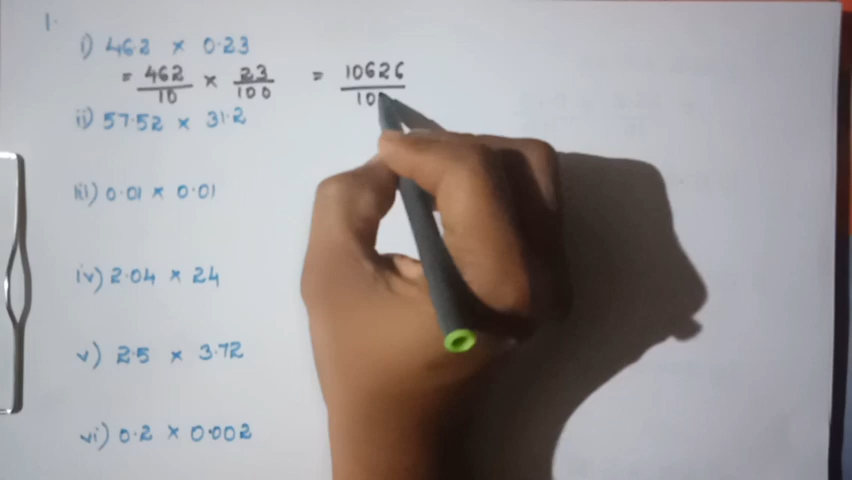 1.
i) 46.2 × 0.23
= 462/10 × 23/100 = 10626/10
ii) 57.52 × 31.2
iii) 0.01 × 0.01
iv) 2.04 × 24
v) 2.5 × 3.72
vi) 0.2 × 0.002